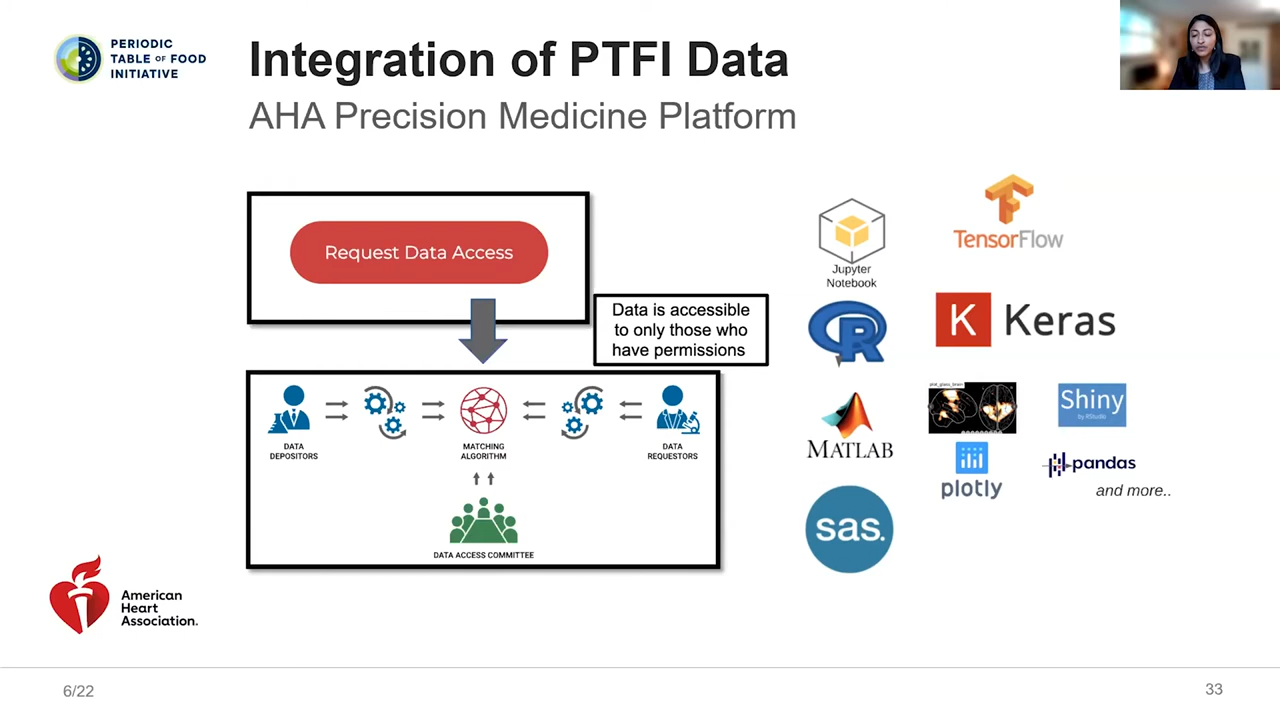 PERIODIC
TABLE OF FOOD
INITIATIVE
Integration of PTFI Data
AHA Precision Medicine Platform
Request Data Access
Data is accessible
to only those who
have permissions
DATA
DEPOSITORS
MATCHING
ALGORITHM
DATA
REQUESTORS
DATA ACCESS COMMITTEE
Jupyter
Notebook
TensorFlow
R
K Keras
MATLAB
plot_glass_brain
Shiny
by RStudio
plotly
pandas
and more..
sas.
American
Heart
Association.
6/22
33